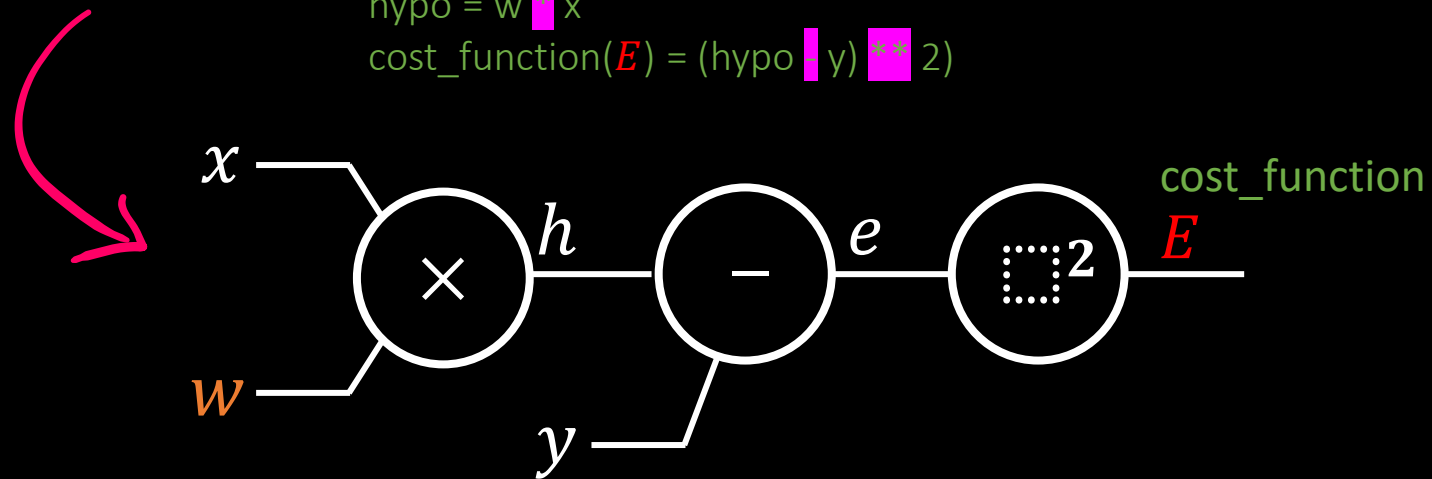 hypo = w * x
cost_function(E) = (hypo - y) ** 2)
x
cost_function
h
e
E
×
−
2
w
y